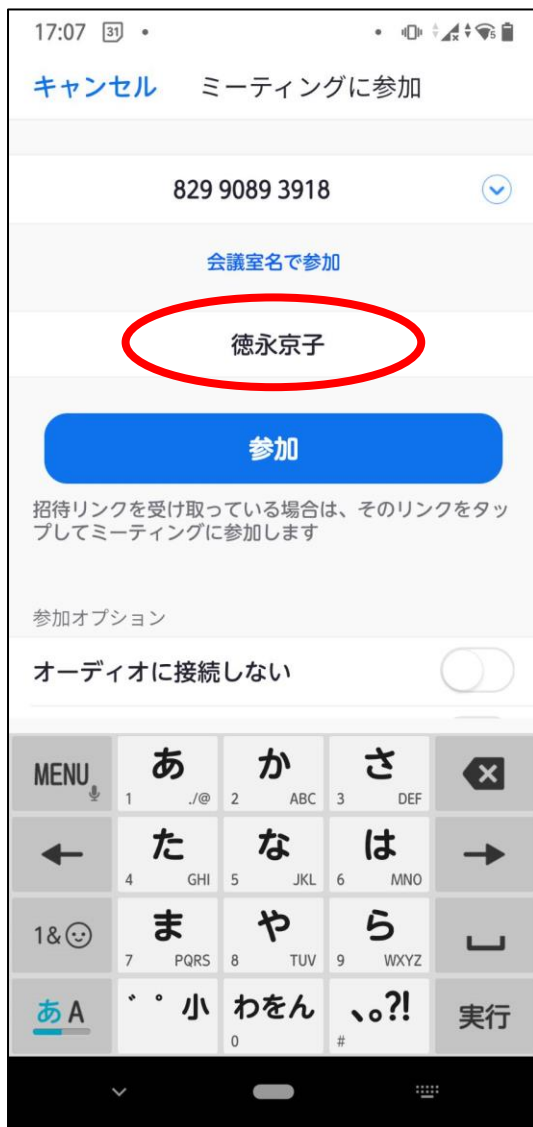 17:07 31
キャンセル ミーティングに参加
829 9089 3918
会議室名で参加
徳永京子
参加
招待リンクを受け取っている場合は、そのリンクをタッ
プしてミーティングに参加します
参加オプション
オーディオに接続しない
MENU あ か さ
1 ./@ 2 ABC 3 DEF
た な は
4 GHI 5 JKL 6 MNO
1& ま や ら
7 PQRS 8 TUV 9 WXYZ
あA ゛゜小 わをん 、。?! 実行
0 #